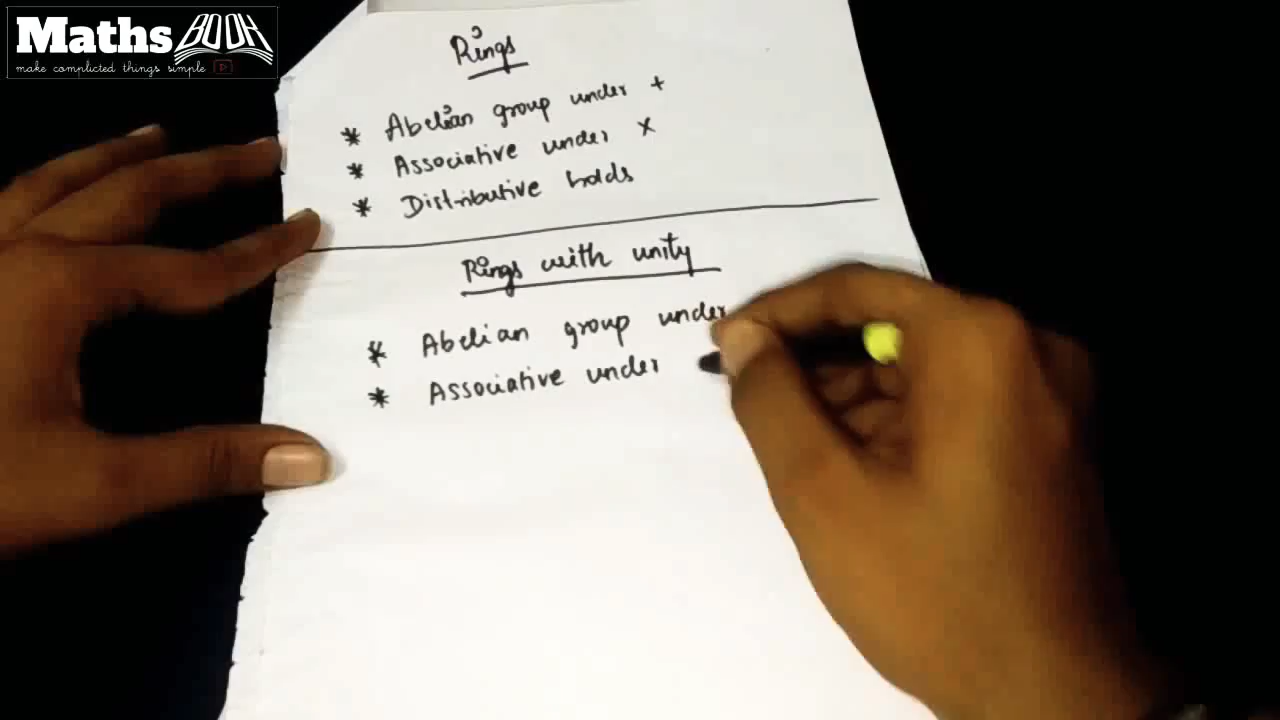 Maths BOOK
make complicted things simple
Rings
* Abelian group under +
* Associative under ×
* Distributive holds
Rings with unity
* Abelian group under
* Associative under